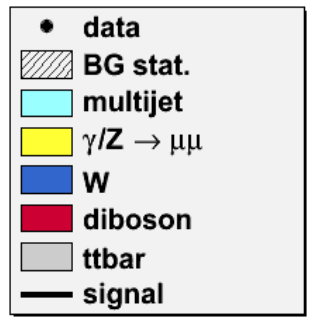 data
BG stat.
multijet
γ/Z → μμ
W
diboson
ttbar
signal